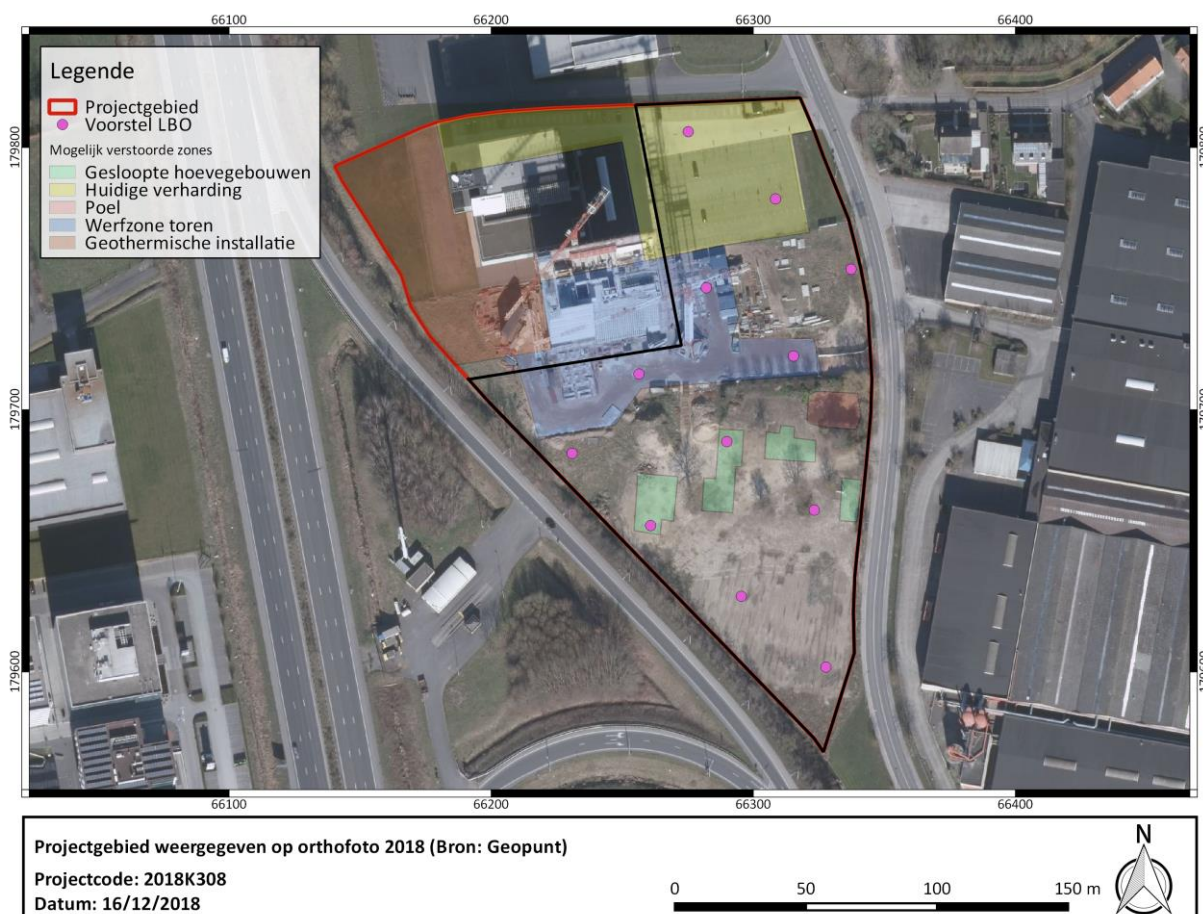 66100 66200 66300 66400
Legende
Projectgebied
Voorstel LBO
Mogelijk verstoorde zones
Gesloopte hoevegebouwen
Huidige verharding
Poel
Werfzone toren
Geothermische installatie
179800 179800
179700 179700
179600 179600
66100 66200 66300 66400
Projectgebied weergegeven op orthofoto 2018 (Bron: Geopunt)
Projectcode: 2018K308
Datum: 16/12/2018
0 50 100 150 m
N